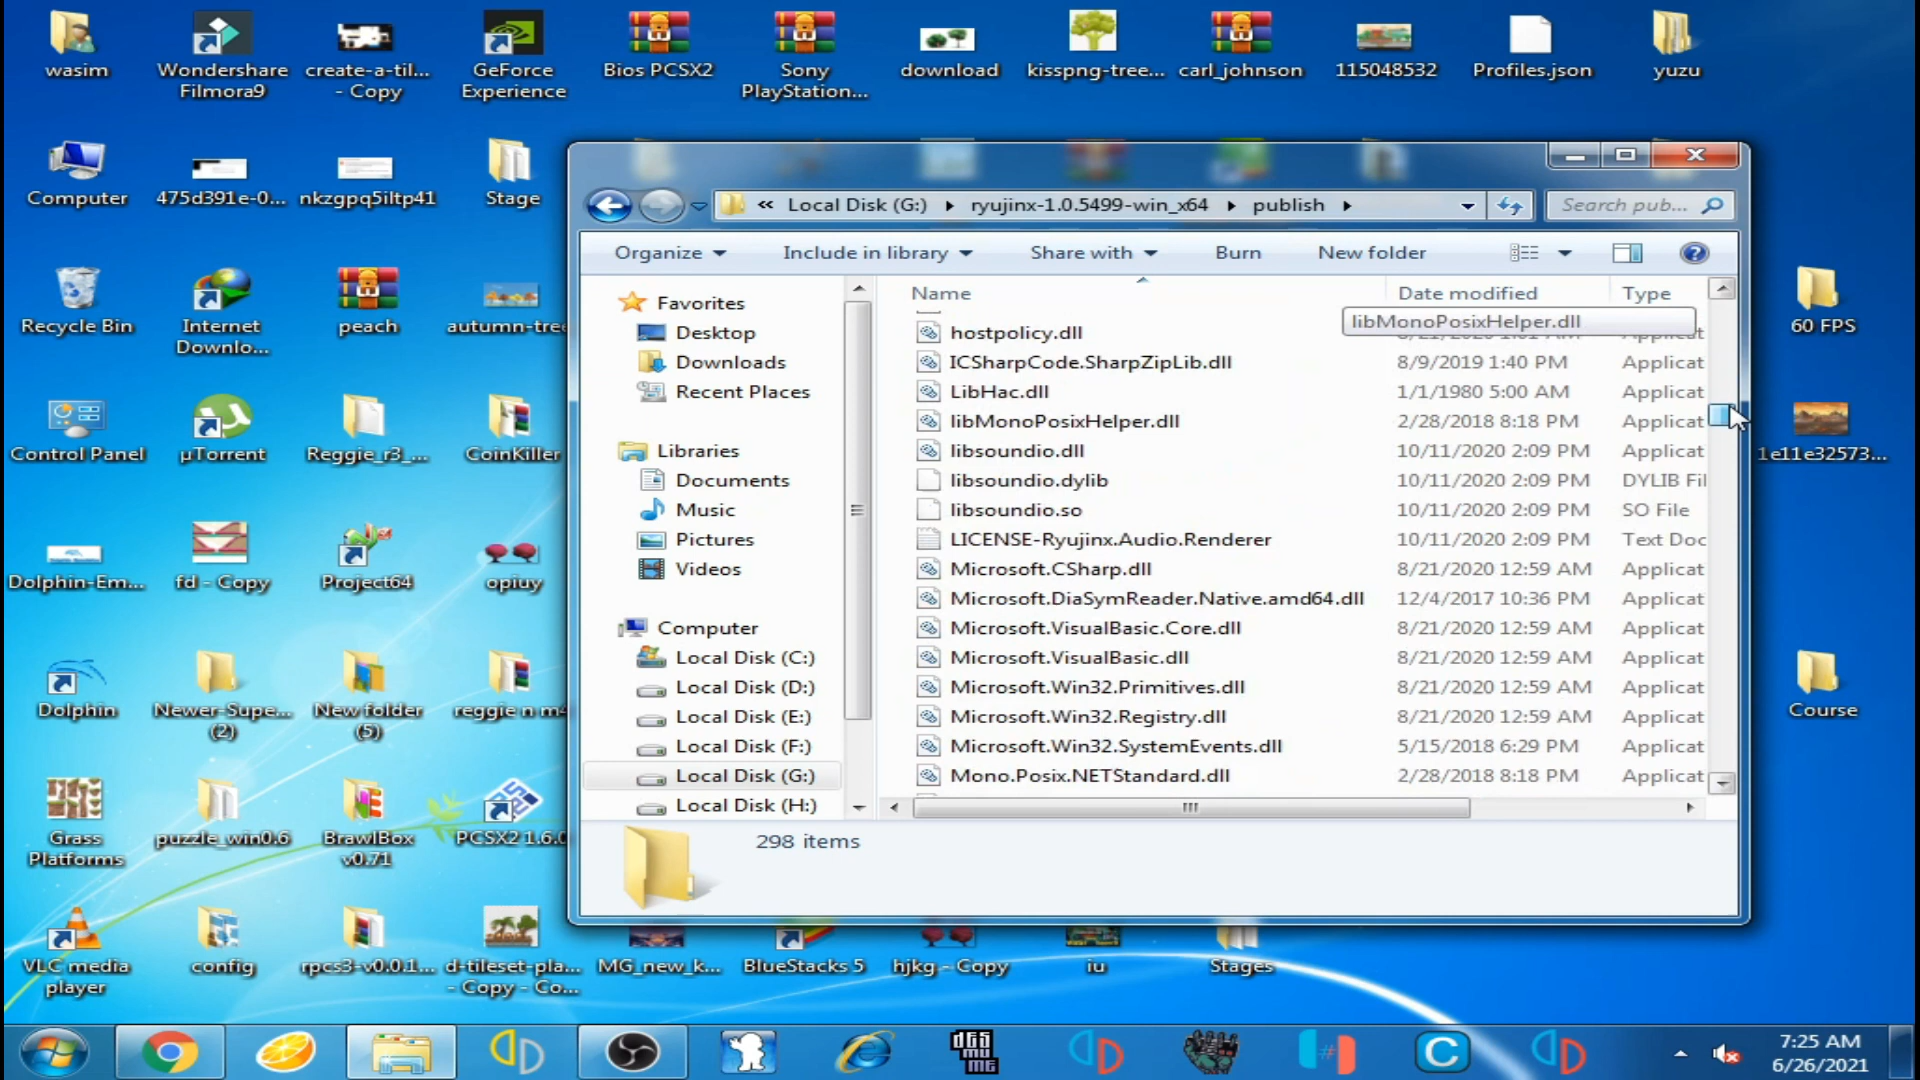 wasim
Wondershare
Filmora9
create-a-til...
- Copy
GeForce
Experience
Bios PCSX2
Sony
PlayStation...
download
kisspng-tree...
carl_johnson
115048532
Profiles.json
yuzu
Computer
475d391e-0...
nkzgpq5iltp41
Stage
Recycle Bin
Internet
Downlo...
peach
autumn-tre
60 FPS
Control Panel
µTorrent
Reggie_r3_...
CoinKiller
1e11e32573...
Dolphin-Em...
fd - Copy
Project64
opiuy
Dolphin
Newer-Supe...
(2)
New folder
(5)
reggie n m4
Course
Grass
Platforms
puzzle_win0.6
BrawlBox
v0.71
PCSX2 1.6.0
VLC media
player
config
rpcs3-v0.0.1...
d-tileset-pla...
- Copy - Co...
MG_new_k...
BlueStacks 5
hjkg - Copy
iu
Stages
« Local Disk (G:) ▸ ryujinx-1.0.5499-win_x64 ▸ publish ▸
Search pub...
Organize
Include in library
Share with
Burn
New folder
Favorites
Desktop
Downloads
Recent Places
Libraries
Documents
Music
Pictures
Videos
Computer
Local Disk (C:)
Local Disk (D:)
Local Disk (E:)
Local Disk (F:)
Local Disk (G:)
Local Disk (H:)
Name Date modified Type
libMonoPosixHelper.dll
hostpolicy.dll Applicat
ICSharpCode.SharpZipLib.dll 8/9/2019 1:40 PM Applicat
LibHac.dll 1/1/1980 5:00 AM Applicat
libMonoPosixHelper.dll 2/28/2018 8:18 PM Applicat
libsoundio.dll 10/11/2020 2:09 PM Applicat
libsoundio.dylib 10/11/2020 2:09 PM DYLIB Fil
libsoundio.so 10/11/2020 2:09 PM SO File
LICENSE-Ryujinx.Audio.Renderer 10/11/2020 2:09 PM Text Doc
Microsoft.CSharp.dll 8/21/2020 12:59 AM Applicat
Microsoft.DiaSymReader.Native.amd64.dll 12/4/2017 10:36 PM Applicat
Microsoft.VisualBasic.Core.dll 8/21/2020 12:59 AM Applicat
Microsoft.VisualBasic.dll 8/21/2020 12:59 AM Applicat
Microsoft.Win32.Primitives.dll 8/21/2020 12:59 AM Applicat
Microsoft.Win32.Registry.dll 8/21/2020 12:59 AM Applicat
Microsoft.Win32.SystemEvents.dll 5/15/2018 6:29 PM Applicat
Mono.Posix.NETStandard.dll 2/28/2018 8:18 PM Applicat
298 items
DeS
MuME
7:25 AM
6/26/2021